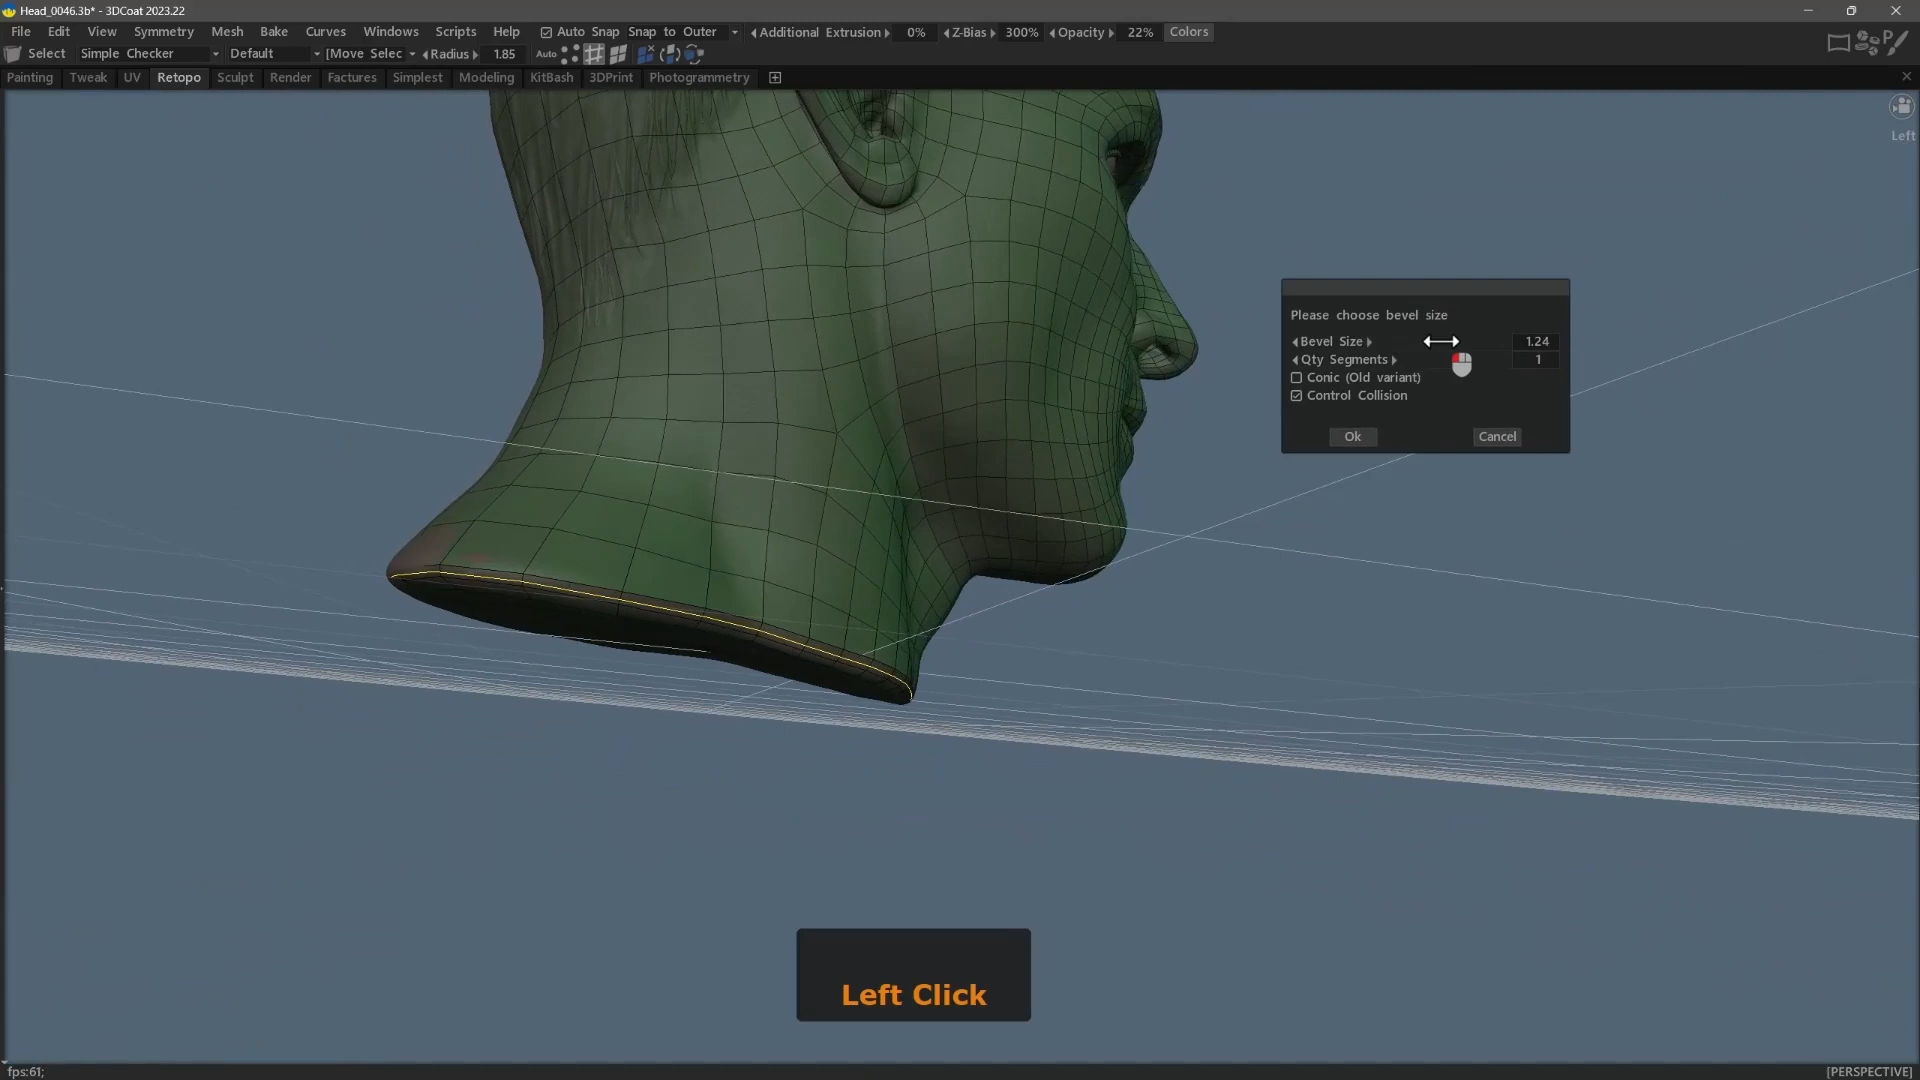 Head_0046.3b* - 3DCoat 2023.22
File Edit View Symmetry Mesh Bake Curves Windows Scripts Help Auto Snap Snap to Outer Additional Extrusion 0% Z-Bias 300% Opacity 22% Colors
Select Simple Checker Default [Move Selec Radius 1.85 Auto
P
Painting Tweak UV Retopo Sculpt Render Factures Simplest Modeling KitBash 3DPrint Photogrammetry
Left
Please choose bevel size
Bevel Size 1.24
Qty Segments 1
Conic (Old variant)
Control Collision
Ok Cancel
Left Click
fps:61; [PERSPECTIVE]